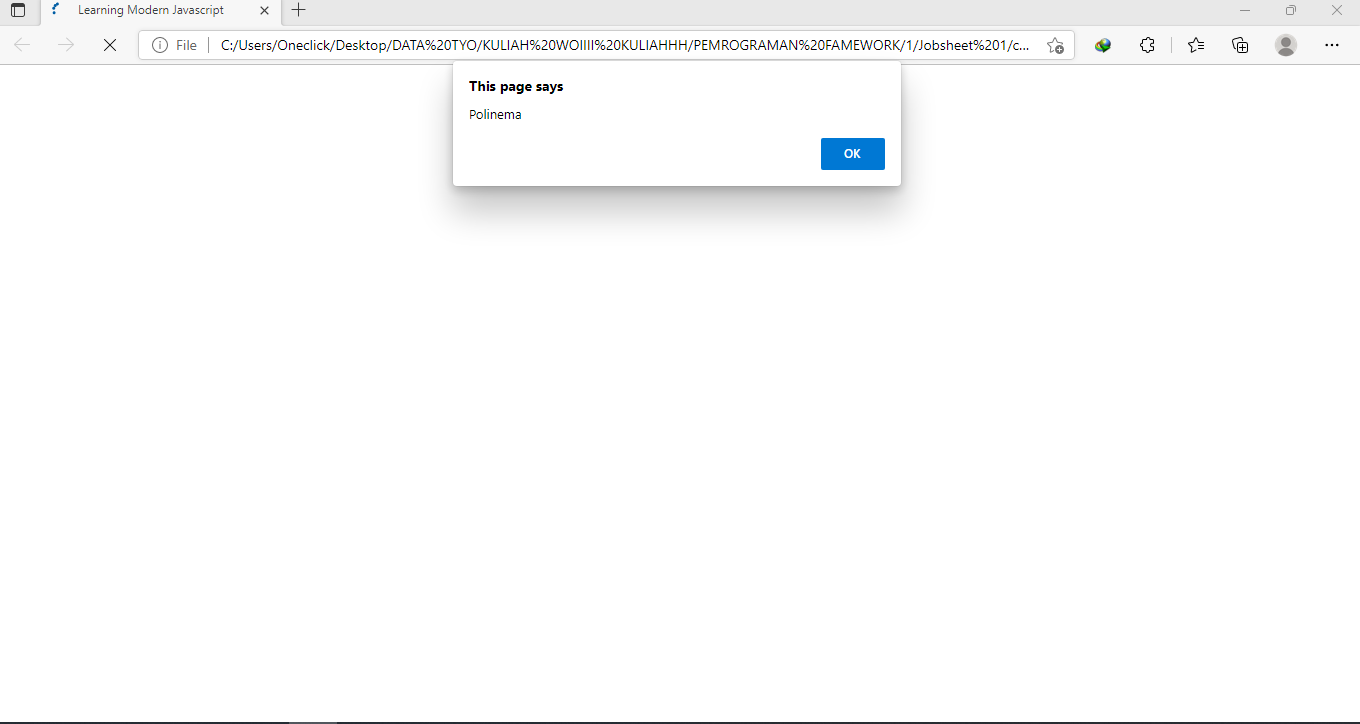 Learning Modern Javascript
File
C:/Users/Oneclick/Desktop/DATA%20TYO/KULIAH%20WOIIII%20KULIAHHH/PEMROGRAMAN%20FAMEWORK/1/Jobsheet%201/c...
This page says
Polinema
OK